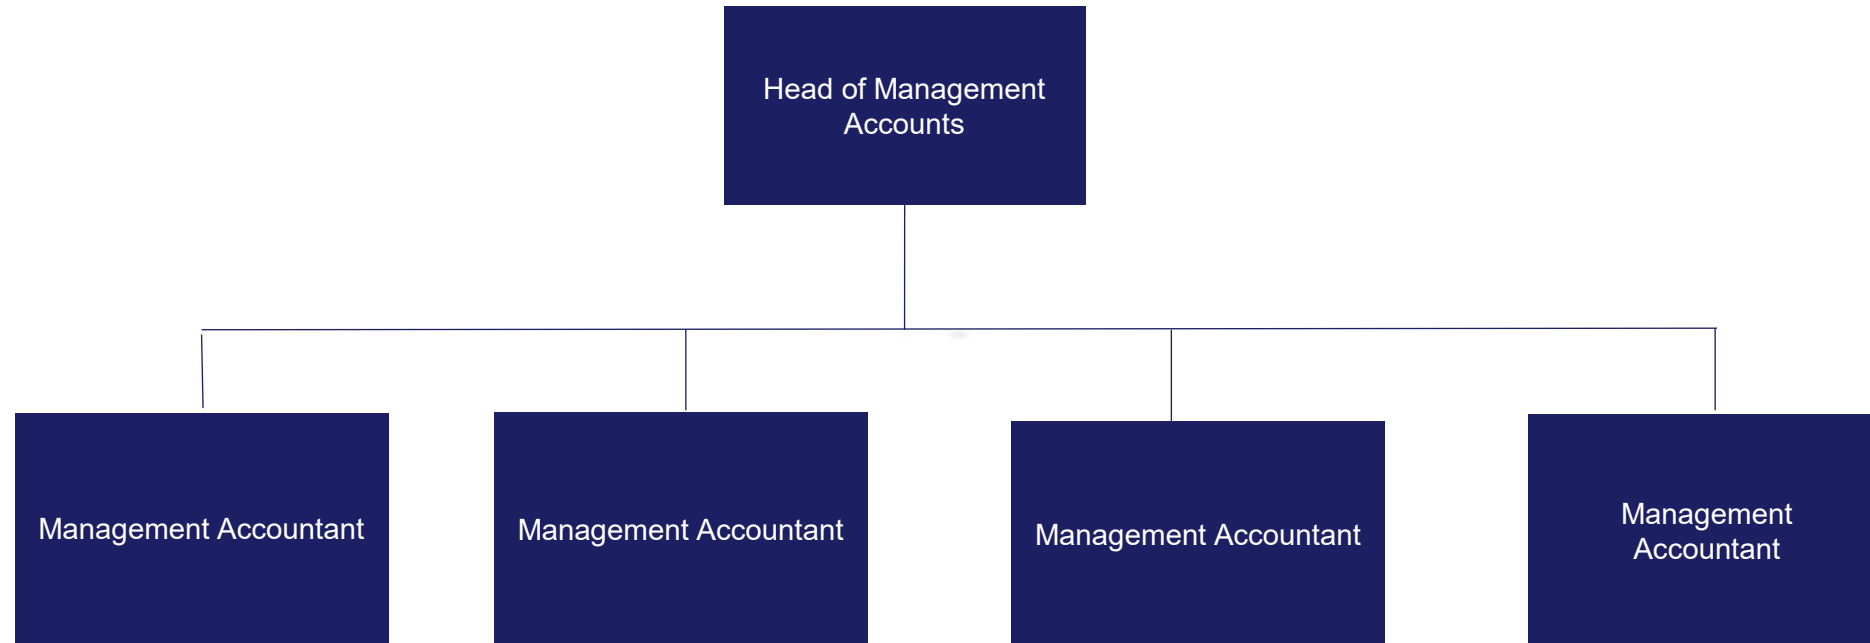 Head of Management
Accounts
Management Accountant
Management Accountant
Management Accountant
Management
Accountant